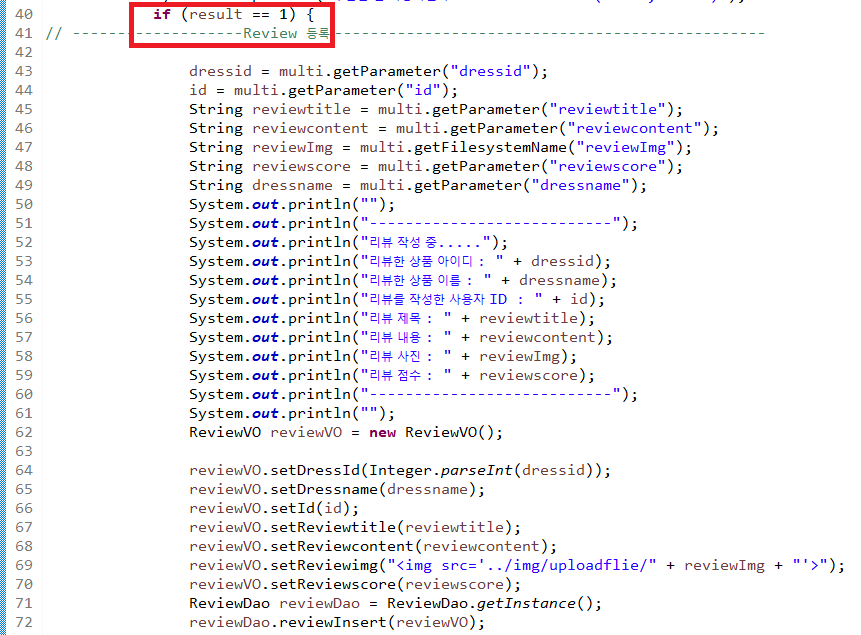 40 if (result == 1) {
41 // -------------------Review 등록------------------------------------------------
42
43 dressid = multi.getParameter("dressid");
44 id = multi.getParameter("id");
45 String reviewtitle = multi.getParameter("reviewtitle");
46 String reviewcontent = multi.getParameter("reviewcontent");
47 String reviewImg = multi.getFilesystemName("reviewImg");
48 String reviewscore = multi.getParameter("reviewscore");
49 String dressname = multi.getParameter("dressname");
50 System.out.println("");
51 System.out.println("---------------------------");
52 System.out.println("리뷰 작성 중.....");
53 System.out.println("리뷰한 상품 아이디 : " + dressid);
54 System.out.println("리뷰한 상품 이름 : " + dressname);
55 System.out.println("리뷰를 작성한 사용자 ID : " + id);
56 System.out.println("리뷰 제목 : " + reviewtitle);
57 System.out.println("리뷰 내용 : " + reviewcontent);
58 System.out.println("리뷰 사진 : " + reviewImg);
59 System.out.println("리뷰 점수 : " + reviewscore);
60 System.out.println("---------------------------");
61 System.out.println("");
62 ReviewVO reviewVO = new ReviewVO();
63
64 reviewVO.setDressId(Integer.parseInt(dressid));
65 reviewVO.setDressname(dressname);
66 reviewVO.setId(id);
67 reviewVO.setReviewtitle(reviewtitle);
68 reviewVO.setReviewcontent(reviewcontent);
69 reviewVO.setReviewimg("<img src='../img/uploadflie/" + reviewImg + "'>");
70 reviewVO.setReviewscore(reviewscore);
71 ReviewDao reviewDao = ReviewDao.getInstance();
72 reviewDao.reviewInsert(reviewVO);